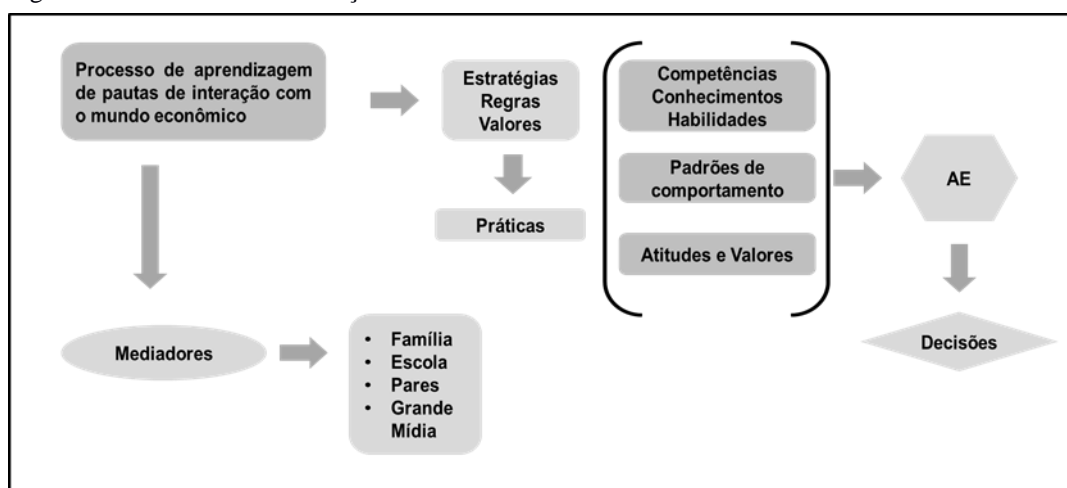 Processo de aprendizagem
de pautas de interação com
o mundo econômico
Estratégias
Regras
Valores
Práticas
Competências
Conhecimentos
Habilidades
Padrões de
comportamento
Atitudes e Valores
AE
Decisões
Mediadores
• Família
• Escola
• Pares
• Grande
Mídia